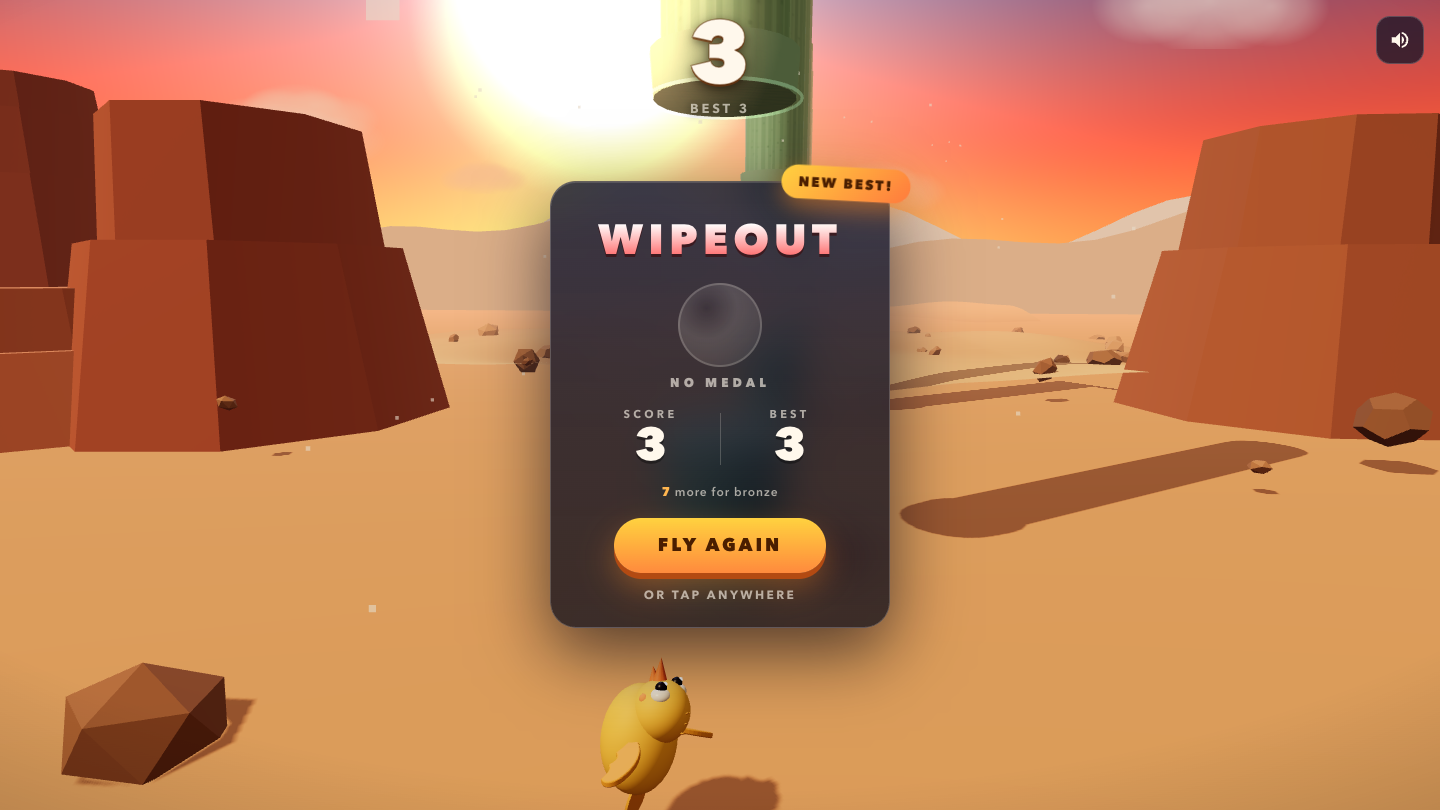 3
BEST 3
NEW BEST!
WIPEOUT
NO MEDAL
SCORE BEST
3 3
7 more for bronze
FLY AGAIN
OR TAP ANYWHERE